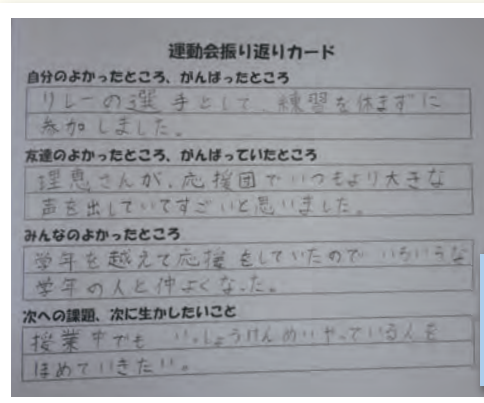 運動会振り返りカード
自分のよかったところ、がんばったところ
リレーの選手として、練習を休まずに
参加しました。
友達のよかったところ、がんばっていたところ
理恵さんが、応援団でいつもより大きな
声を出していてすごいと思いました。
みんなのよかったところ
学年を越えて応援をしていたのでいろいろな
学年の人と仲よくなった。
次への課題、次に生かしたいこと
授業中でもいっしょうけんめいやっている人を
ほめていきたい。